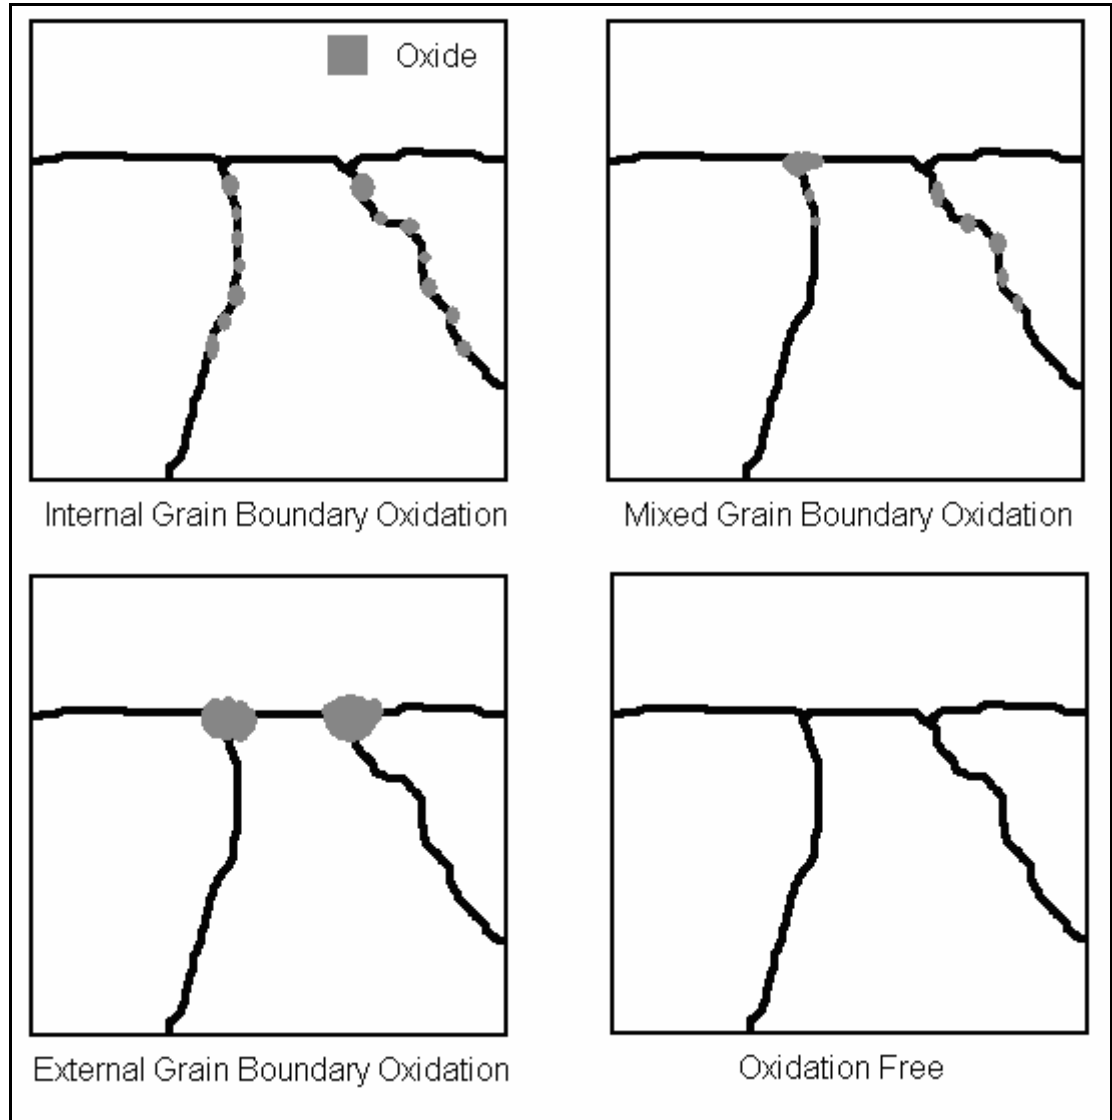 Oxide
Internal Grain Boundary Oxidation
Mixed Grain Boundary Oxidation
External Grain Boundary Oxidation
Oxidation Free